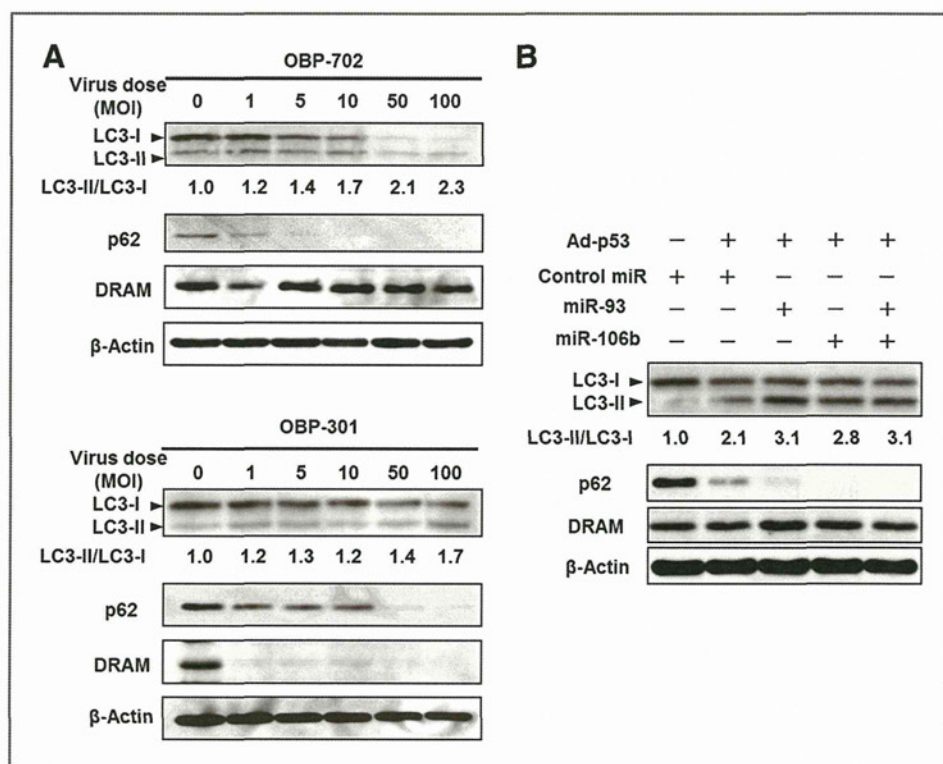 A
OBP-702
Virus dose (MOI) 0 1 5 10 50 100
LC3-I
LC3-II
LC3-II/LC3-I 1.0 1.2 1.4 1.7 2.1 2.3
p62
DRAM
β-Actin
OBP-301
Virus dose (MOI) 0 1 5 10 50 100
LC3-I
LC3-II
LC3-II/LC3-I 1.0 1.2 1.3 1.2 1.4 1.7
p62
DRAM
β-Actin
B
Ad-p53 − + + + +
Control miR + + − − −
miR-93 − − + − +
miR-106b − − − + +
LC3-I
LC3-II
LC3-II/LC3-I 1.0 2.1 3.1 2.8 3.1
p62
DRAM
β-Actin